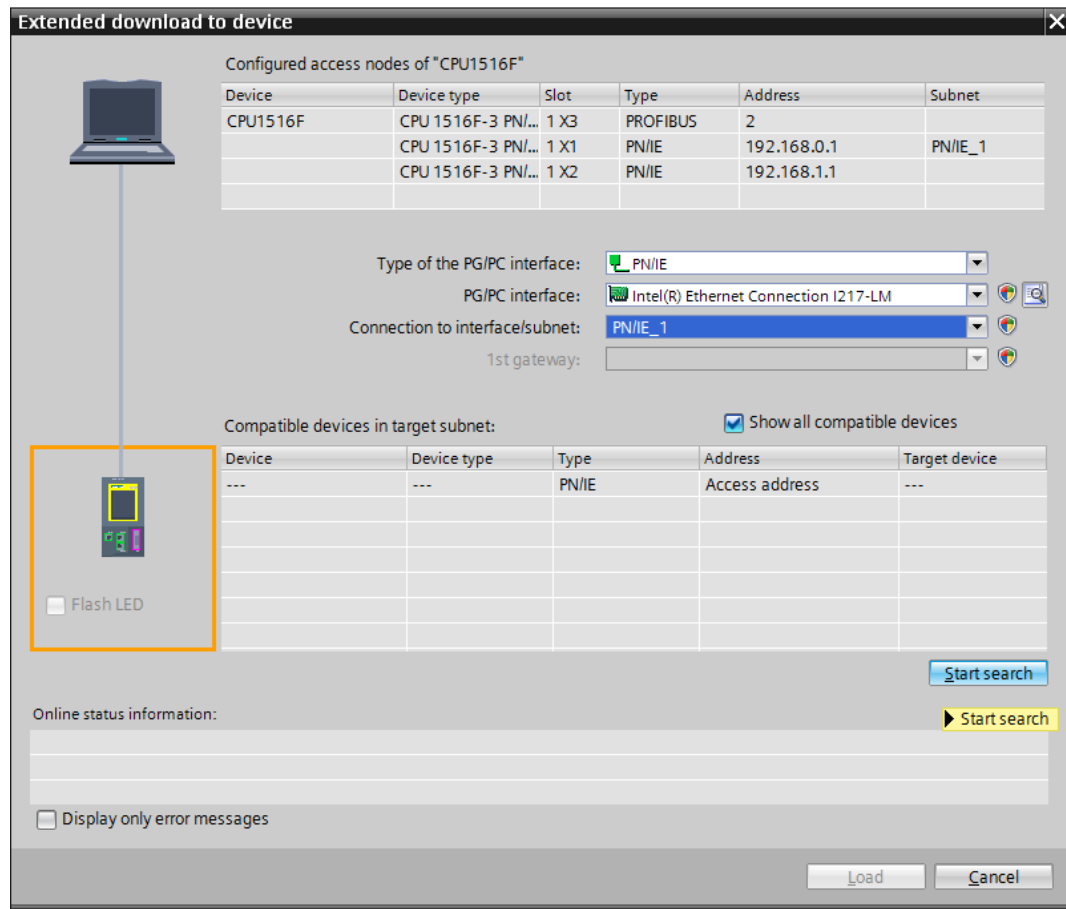 Extended download to device
Configured access nodes of "CPU1516F"
Device Device type Slot Type Address Subnet
CPU1516F CPU 1516F-3 PN/... 1 X3 PROFIBUS 2
CPU 1516F-3 PN/... 1 X1 PN/IE 192.168.0.1 PN/IE_1
CPU 1516F-3 PN/... 1 X2 PN/IE 192.168.1.1
Type of the PG/PC interface: PN/IE
PG/PC interface: Intel(R) Ethernet Connection I217-LM
Connection to interface/subnet: PN/IE_1
1st gateway:
Compatible devices in target subnet: Show all compatible devices
Device Device type Type Address Target device
--- --- PN/IE Access address ---
Flash LED
Start search
Online status information:
Start search
Display only error messages
Load Cancel